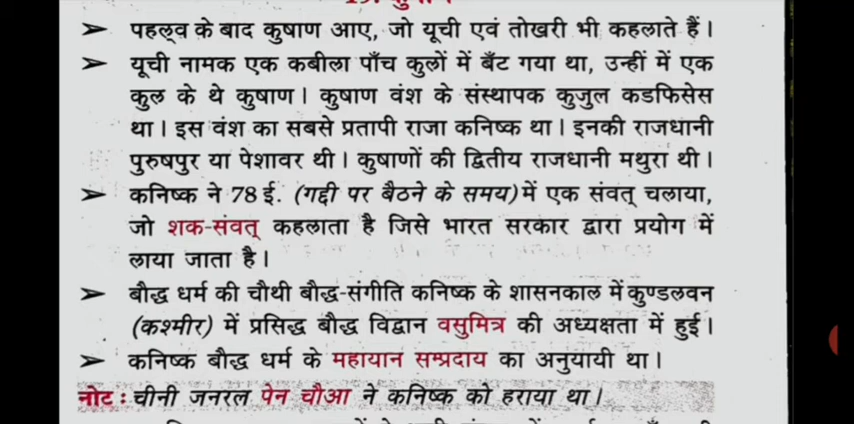 ➢ पहल्व के बाद कुषाण आए, जो यूची एवं तोखरी भी कहलाते हैं।
➢ यूची नामक एक कबीला पाँच कुलों में बँट गया था, उन्हीं में एक
कुल के थे कुषाण। कुषाण वंश के संस्थापक कुजुल कडफिसेस
था। इस वंश का सबसे प्रतापी राजा कनिष्क था। इनकी राजधानी
पुरुषपुर या पेशावर थी। कुषाणों की द्वितीय राजधानी मथुरा थी।
➢ कनिष्क ने 78 ई. (गद्दी पर बैठने के समय) में एक संवत् चलाया,
जो शक-संवत् कहलाता है जिसे भारत सरकार द्वारा प्रयोग में
लाया जाता है।
➢ बौद्ध धर्म की चौथी बौद्ध-संगीति कनिष्क के शासनकाल में कुण्डलवन
(कश्मीर) में प्रसिद्ध बौद्ध विद्वान वसुमित्र की अध्यक्षता में हुई।
➢ कनिष्क बौद्ध धर्म के महायान सम्प्रदाय का अनुयायी था।
नोट : चीनी जनरल पेन चौआ ने कनिष्क को हराया था।